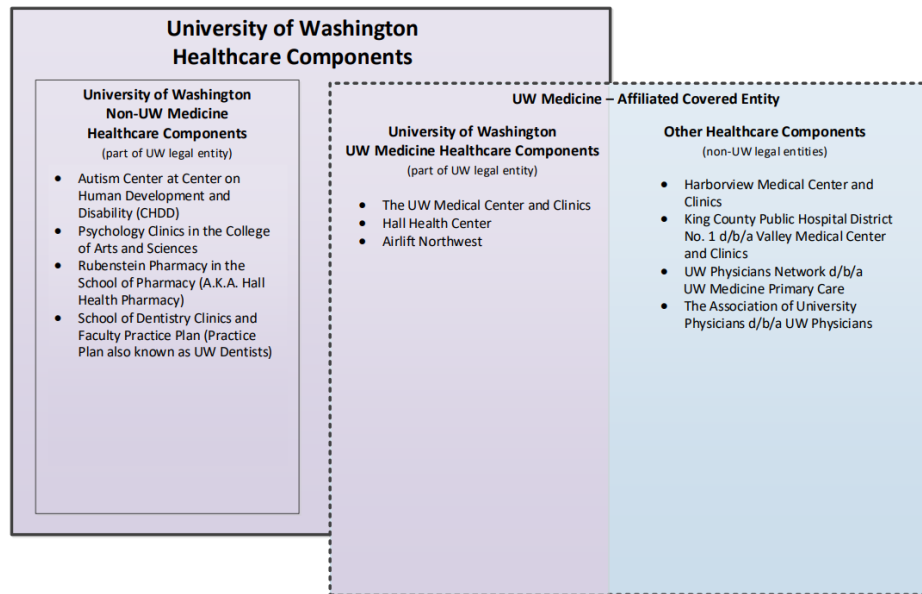 University of Washington
Healthcare Components
University of Washington
Non-UW Medicine
Healthcare Components
(part of UW legal entity)
• Autism Center at Center on
Human Development and
Disability (CHDD)
• Psychology Clinics in the College
of Arts and Sciences
• Rubenstein Pharmacy in the
School of Pharmacy (A.K.A. Hall
Health Pharmacy)
• School of Dentistry Clinics and
Faculty Practice Plan (Practice
Plan also known as UW Dentists)
UW Medicine – Affiliated Covered Entity
University of Washington
UW Medicine Healthcare Components
(part of UW legal entity)
• The UW Medical Center and Clinics
• Hall Health Center
• Airlift Northwest
Other Healthcare Components
(non-UW legal entities)
• Harborview Medical Center and
Clinics
• King County Public Hospital District
No. 1 d/b/a Valley Medical Center
and Clinics
• UW Physicians Network d/b/a
UW Medicine Primary Care
• The Association of University
Physicians d/b/a UW Physicians